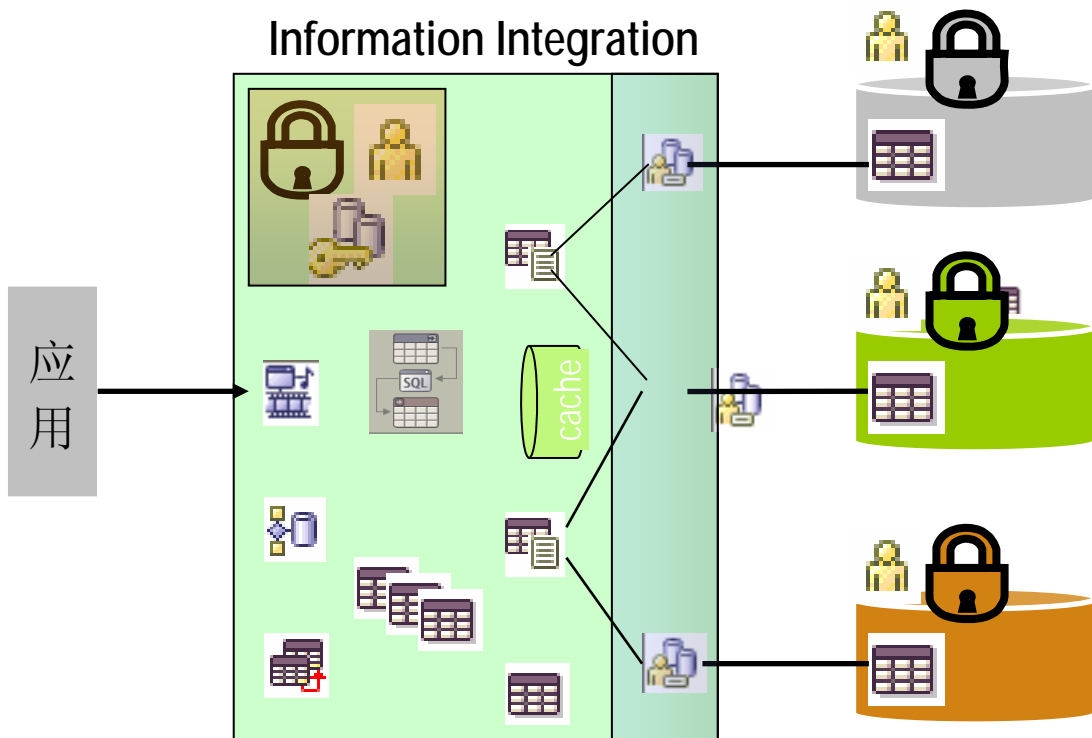 Information Integration
应
用
SQL
cache